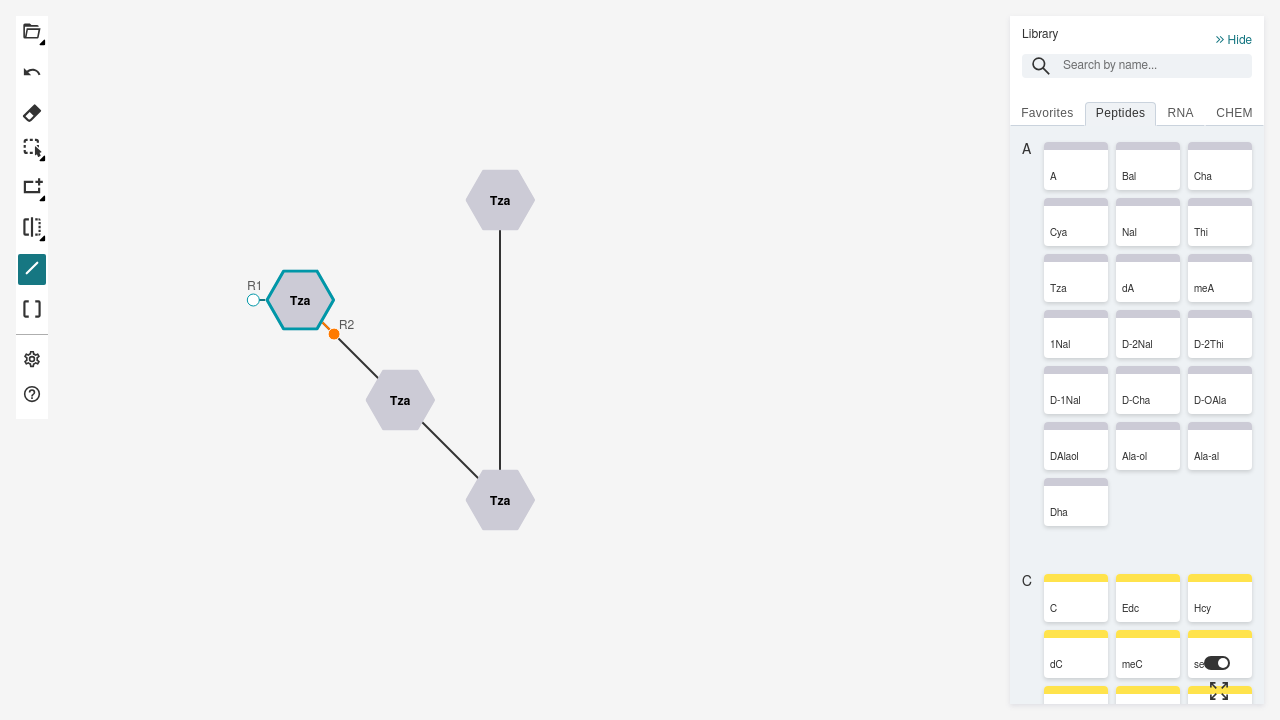 Library
Hide
Search by name...
Favorites Peptides RNA CHEM
Tza
R1
Tza
R2
Tza
Tza
A
A Bal Cha
Cya Nal Thi
Tza dA meA
1Nal D-2Nal D-2Thi
D-1Nal D-Cha D-OAla
DAlaol Ala-ol Ala-al
Dha
C
C Edc Hcy
dC meC